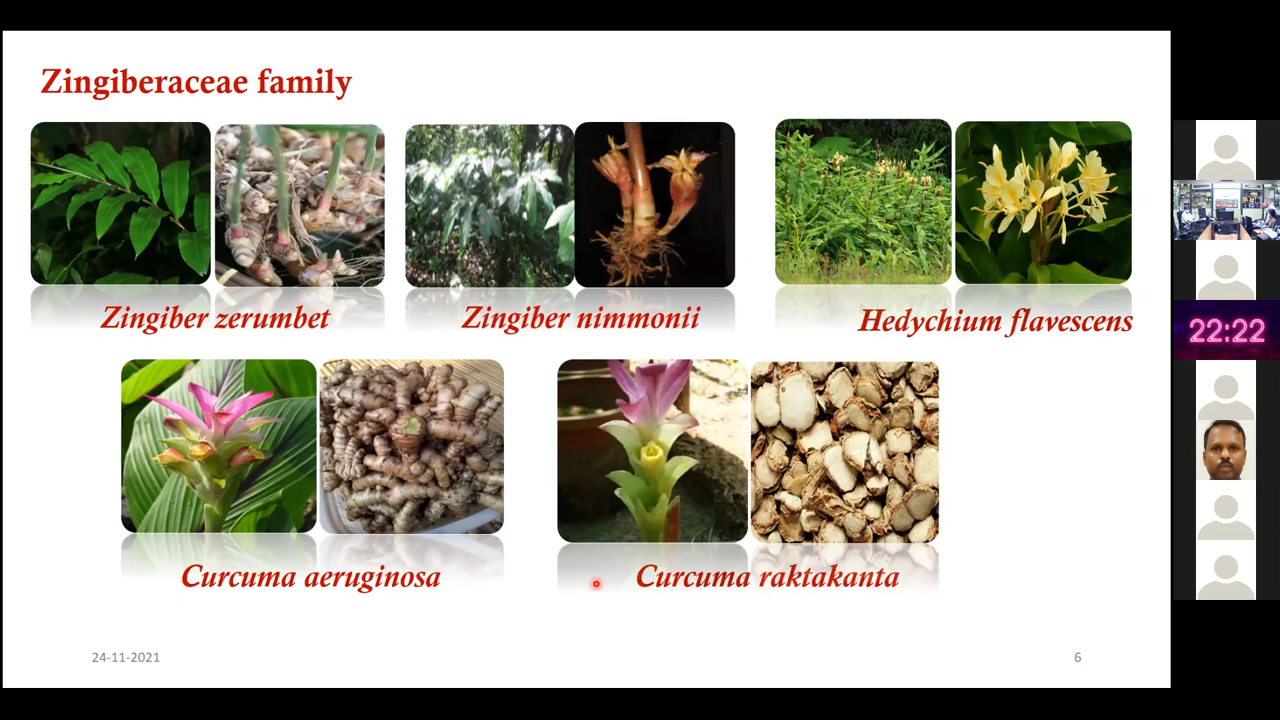 Zingiberaceae family
Zingiber zerumbet
Zingiber nimmonii
Hedychium flavescens
22:22
Curcuma aeruginosa
Curcuma raktakanta
24-11-2021
6